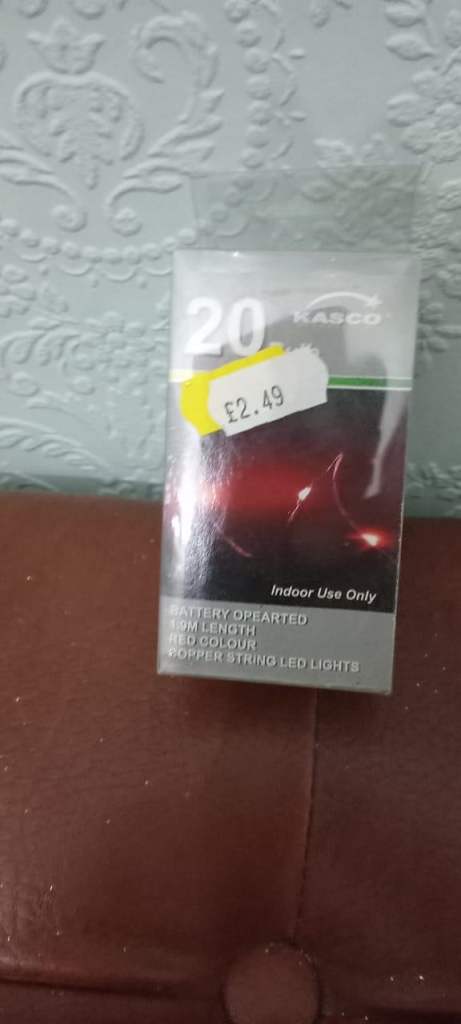 20
KASCO
£2.49
Indoor Use Only
BATTERY OPEARTED
1.9M LENGTH
RED COLOUR
COPPER STRING LED LIGHTS